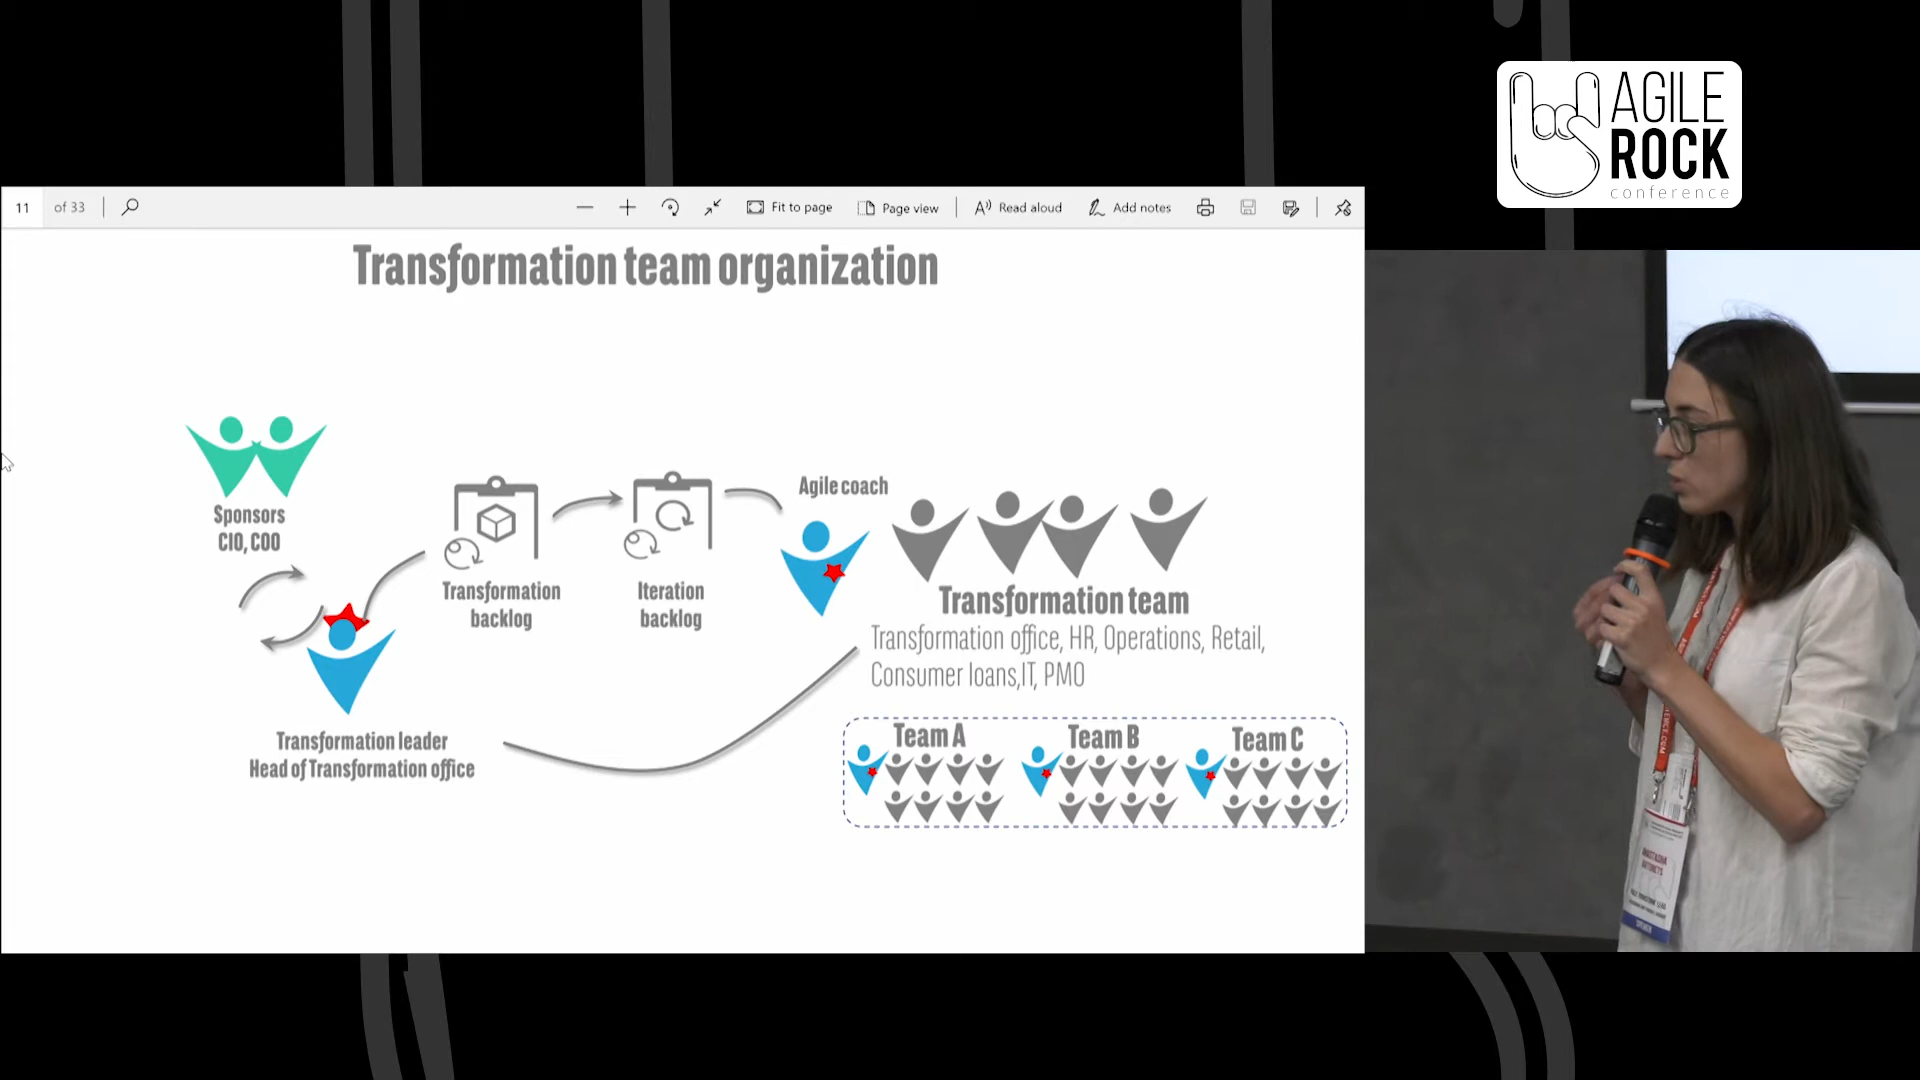 AGILE
ROCK
conference
11 of 33
Fit to page
Page view
Read aloud
Add notes
Transformation team organization
Sponsors
CIO, COO
Transformation
backlog
Iteration
backlog
Agile coach
Transformation team
Transformation office, HR, Operations, Retail,
Consumer loans,IT, PMO
Transformation leader
Head of Transformation office
Team A
Team B
Team C